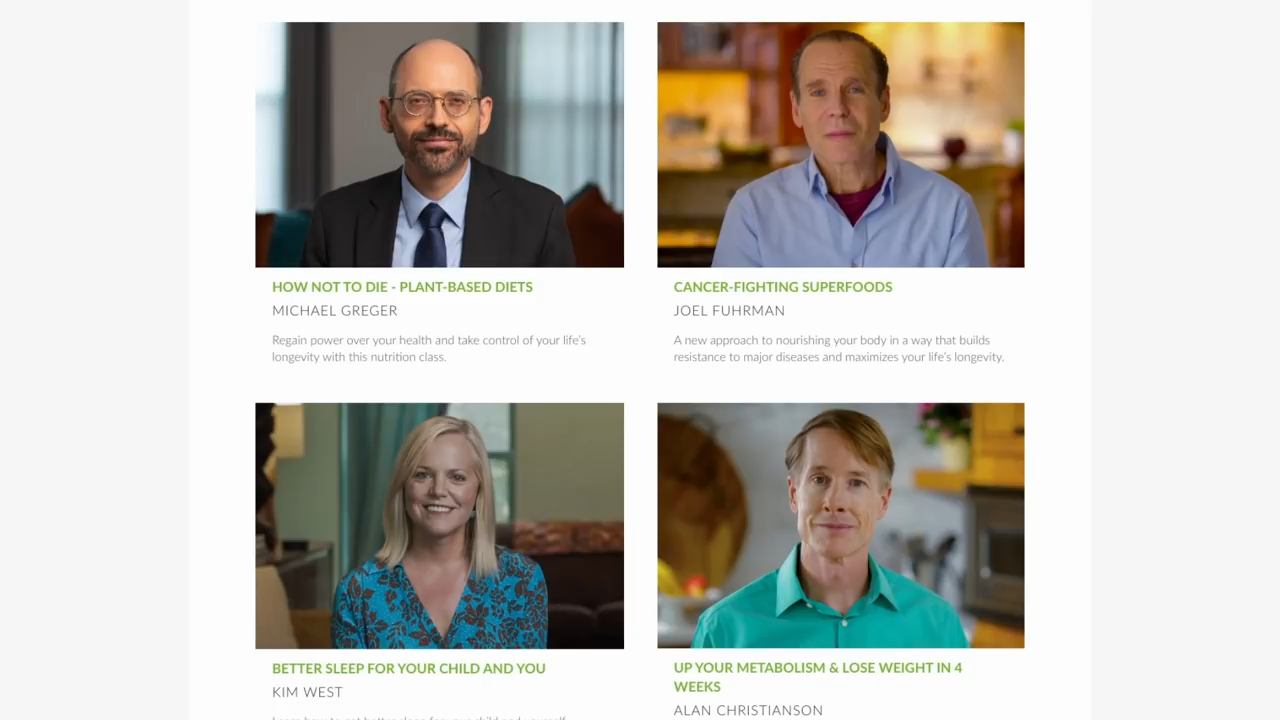 HOW NOT TO DIE - PLANT-BASED DIETS
MICHAEL GREGER
Regain power over your health and take control of your life's
longevity with this nutrition class.
CANCER-FIGHTING SUPERFOODS
JOEL FUHRMAN
A new approach to nourishing your body in a way that builds
resistance to major diseases and maximizes your life's longevity.
BETTER SLEEP FOR YOUR CHILD AND YOU
KIM WEST
UP YOUR METABOLISM & LOSE WEIGHT IN 4
WEEKS
ALAN CHRISTIANSON